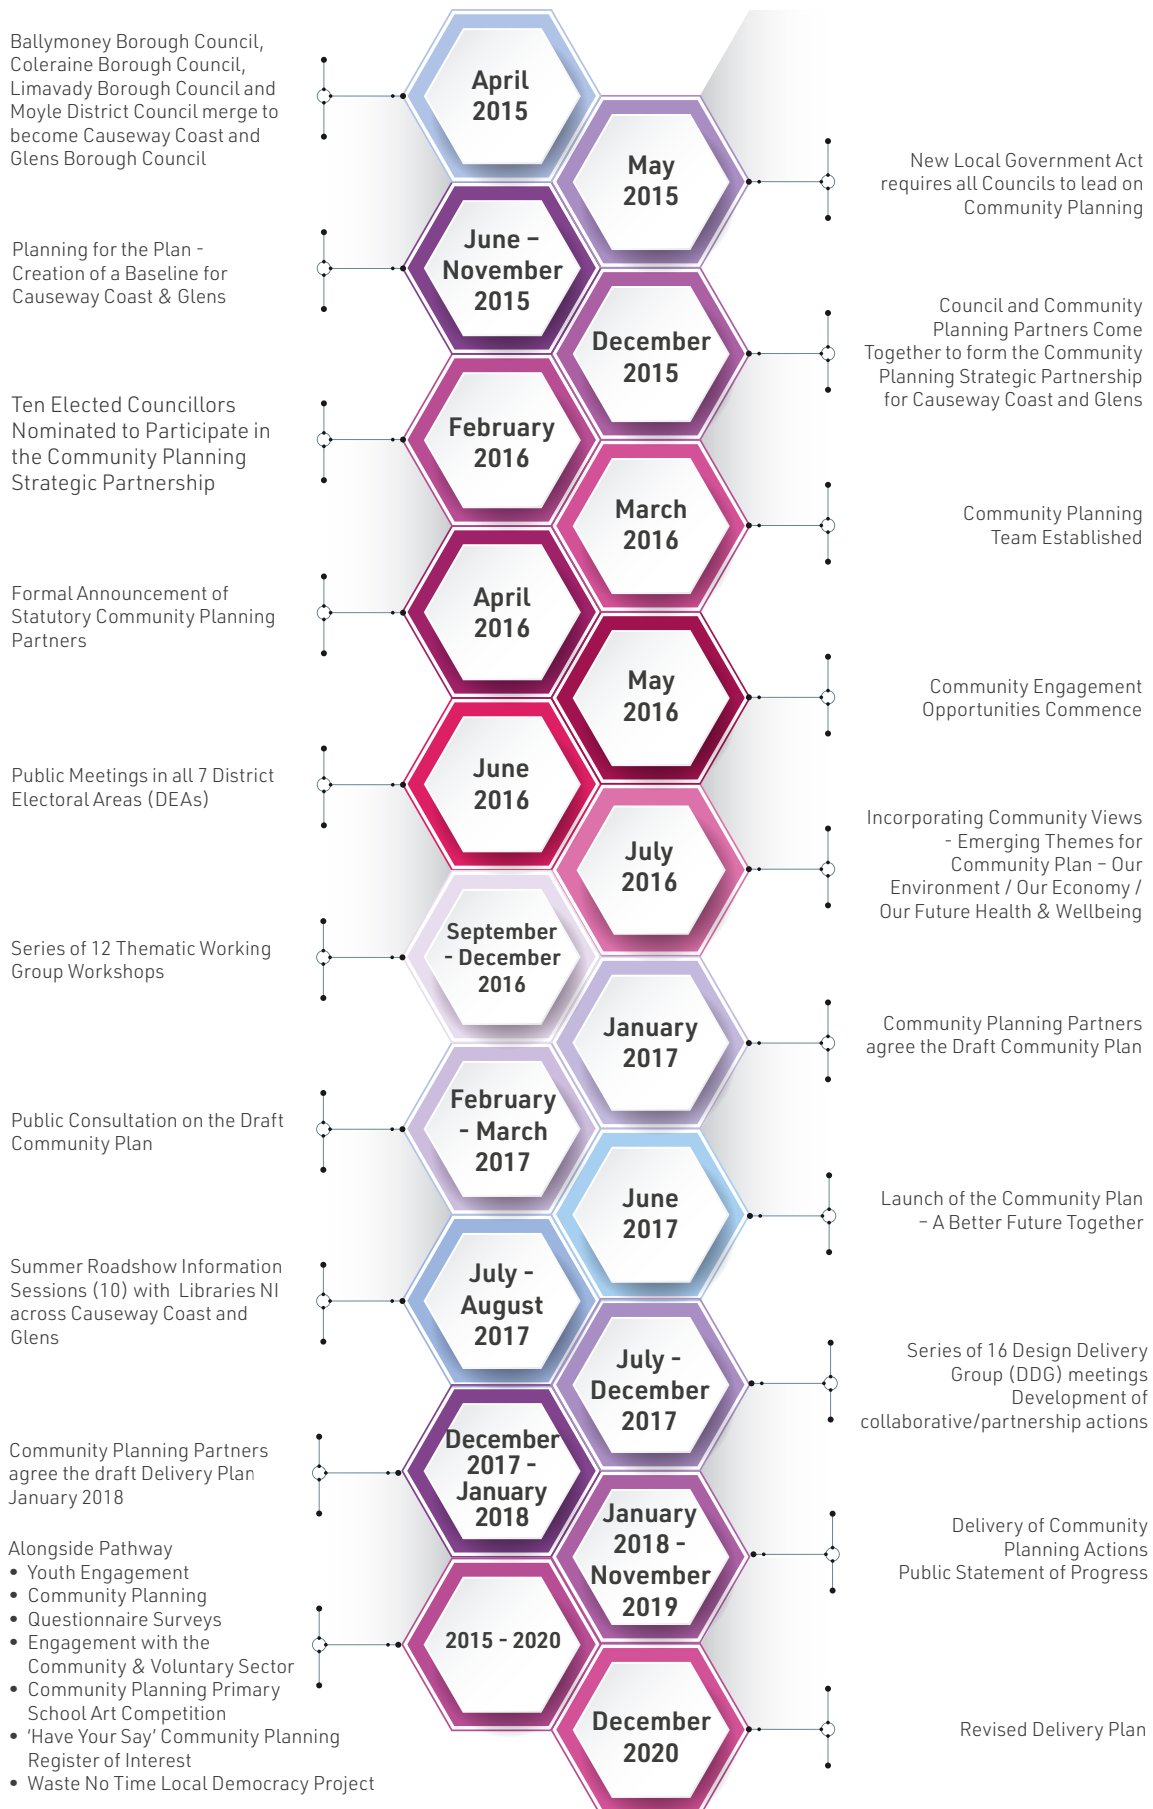 April
2015
Ballymoney Borough Council,
Coleraine Borough Council,
Limavady Borough Council and
Moyle District Council merge to
become Causeway Coast and
Glens Borough Council
May
2015
New Local Government Act
requires all Councils to lead on
Community Planning
June –
November
2015
Planning for the Plan -
Creation of a Baseline for
Causeway Coast & Glens
December
2015
Council and Community
Planning Partners Come
Together to form the Community
Planning Strategic Partnership
for Causeway Coast and Glens
February
2016
Ten Elected Councillors
Nominated to Participate in
the Community Planning
Strategic Partnership
March
2016
Community Planning
Team Established
April
2016
Formal Announcement of
Statutory Community Planning
Partners
May
2016
Community Engagement
Opportunities Commence
June
2016
Public Meetings in all 7 District
Electoral Areas (DEAs)
July
2016
Incorporating Community Views
- Emerging Themes for
Community Plan – Our
Environment / Our Economy /
Our Future Health & Wellbeing
September
- December
2016
Series of 12 Thematic Working
Group Workshops
January
2017
Community Planning Partners
agree the Draft Community Plan
February
- March
2017
Public Consultation on the Draft
Community Plan
June
2017
Launch of the Community Plan
– A Better Future Together
July -
August
2017
Summer Roadshow Information
Sessions (10) with Libraries NI
across Causeway Coast and
Glens
July -
December
2017
Series of 16 Design Delivery
Group (DDG) meetings
Development of
collaborative/partnership actions
December
2017 -
January
2018
Community Planning Partners
agree the draft Delivery Plan
January 2018
January
2018 -
November
2019
Delivery of Community
Planning Actions
Public Statement of Progress
2015 - 2020
Alongside Pathway
• Youth Engagement
• Community Planning
• Questionnaire Surveys
• Engagement with the
Community & Voluntary Sector
• Community Planning Primary
School Art Competition
• ‘Have Your Say’ Community Planning
Register of Interest
• Waste No Time Local Democracy Project
December
2020
Revised Delivery Plan